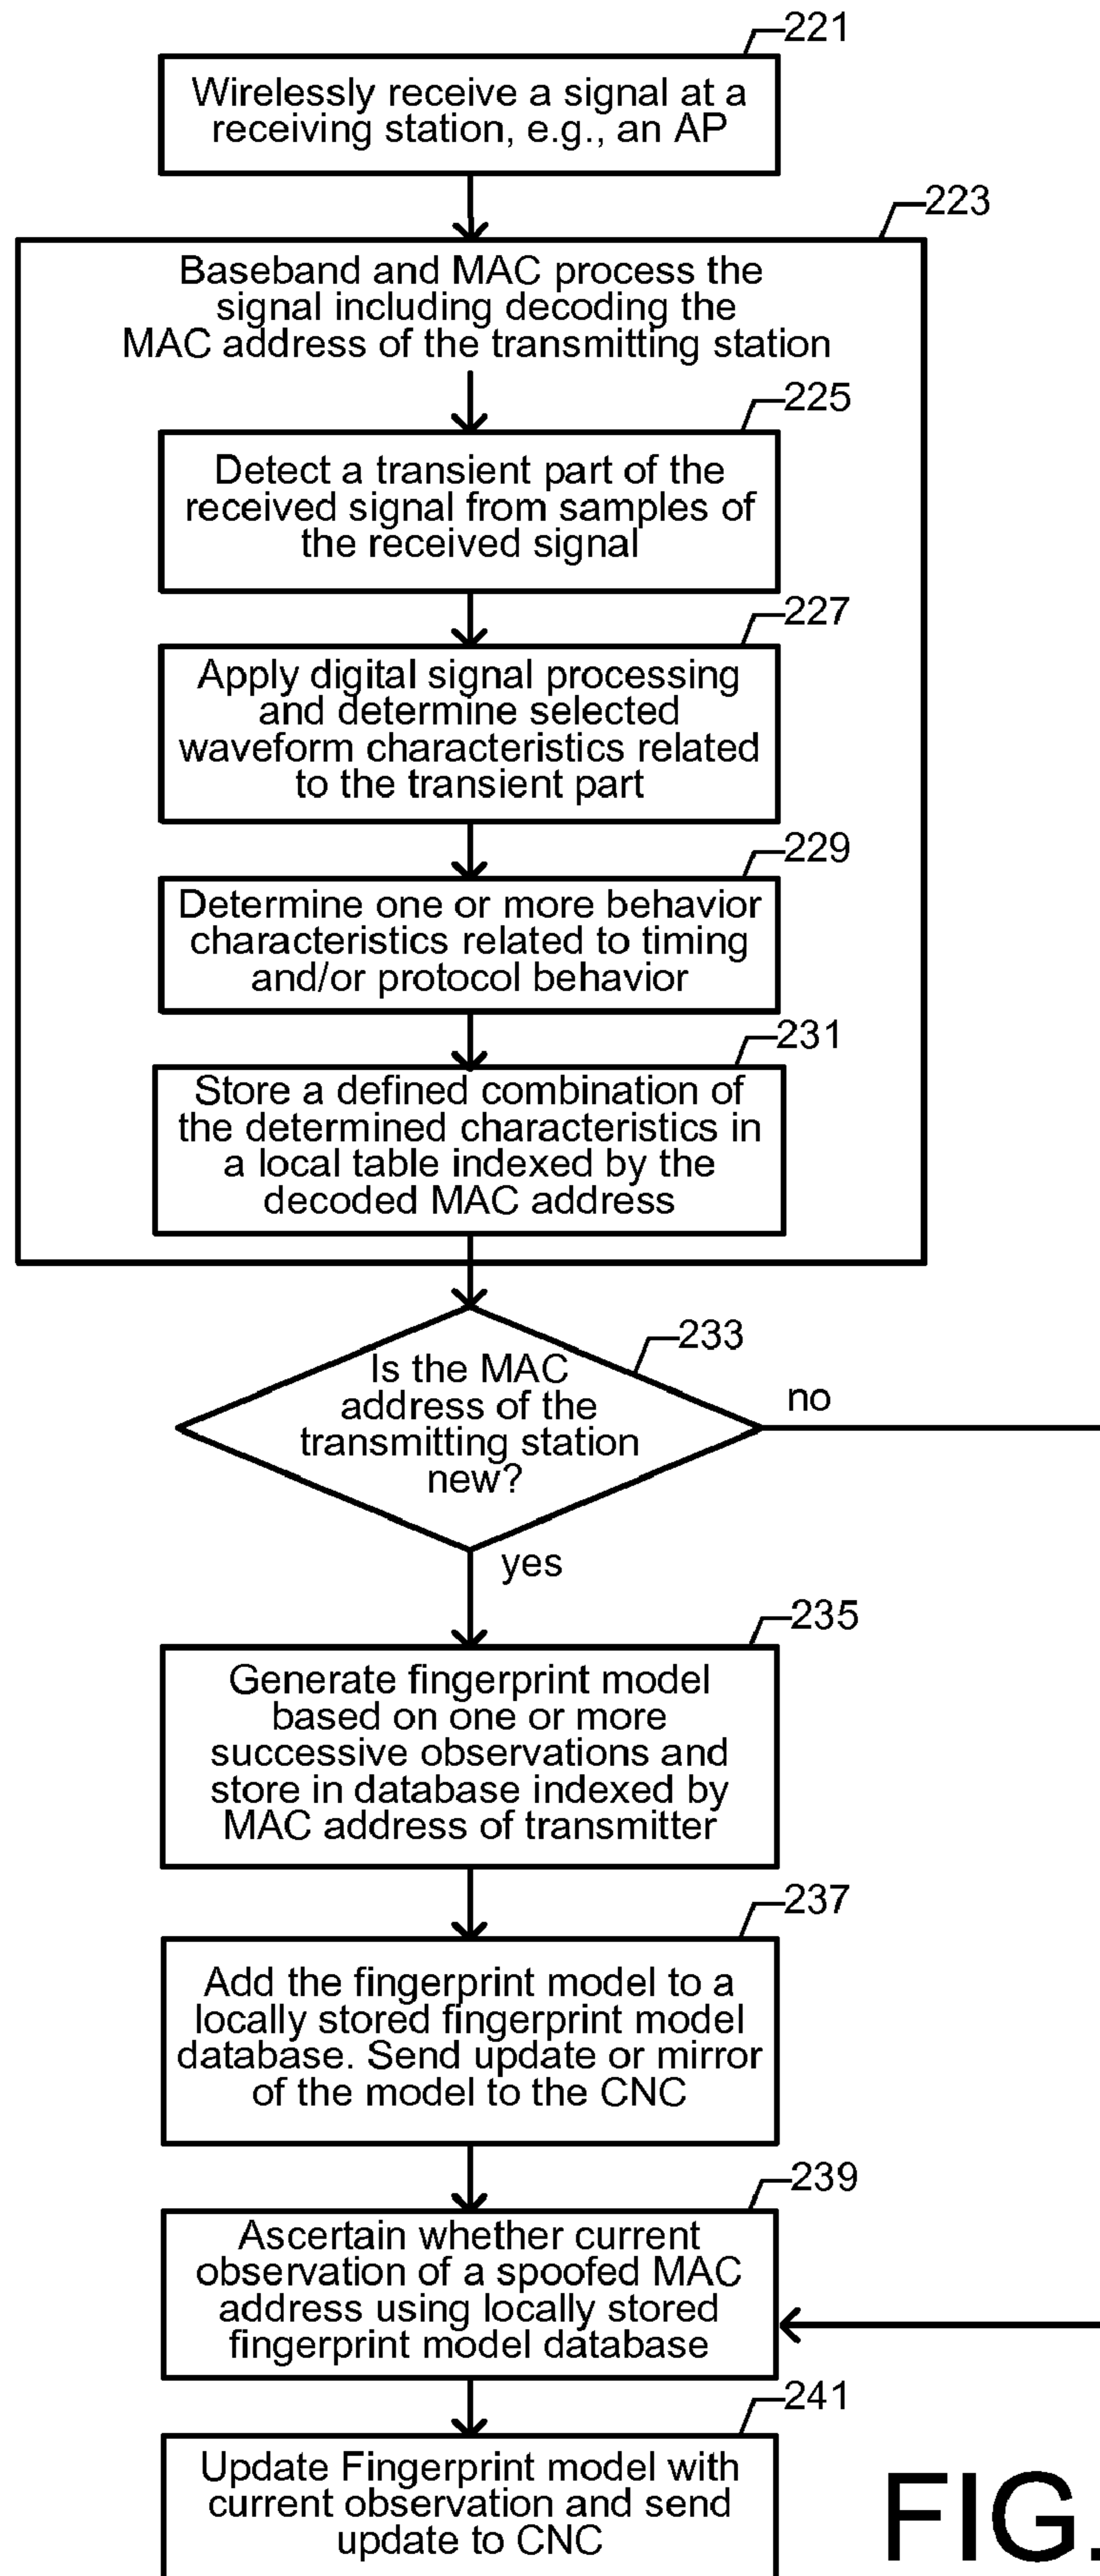 221
Wirelessly receive a signal at a
receiving station, e.g., an AP
223
Baseband and MAC process the
signal including decoding the
MAC address of the transmitting station
225
Detect a transient part of the
received signal from samples of
the received signal
227
Apply digital signal processing
and determine selected
waveform characteristics related
to the transient part
229
Determine one or more behavior
characteristics related to timing
and/or protocol behavior
231
Store a defined combination of
the determined characteristics in
a local table indexed by the
decoded MAC address
233
Is the MAC
address of the
transmitting station
new?
no
yes
235
Generate fingerprint model
based on one or more
successive observations and
store in database indexed by
MAC address of transmitter
237
Add the fingerprint model to a
locally stored fingerprint model
database. Send update or mirror
of the model to the CNC
239
Ascertain whether current
observation of a spoofed MAC
address using locally stored
fingerprint model database
241
Update Fingerprint model with
current observation and send
update to CNC
FIG.